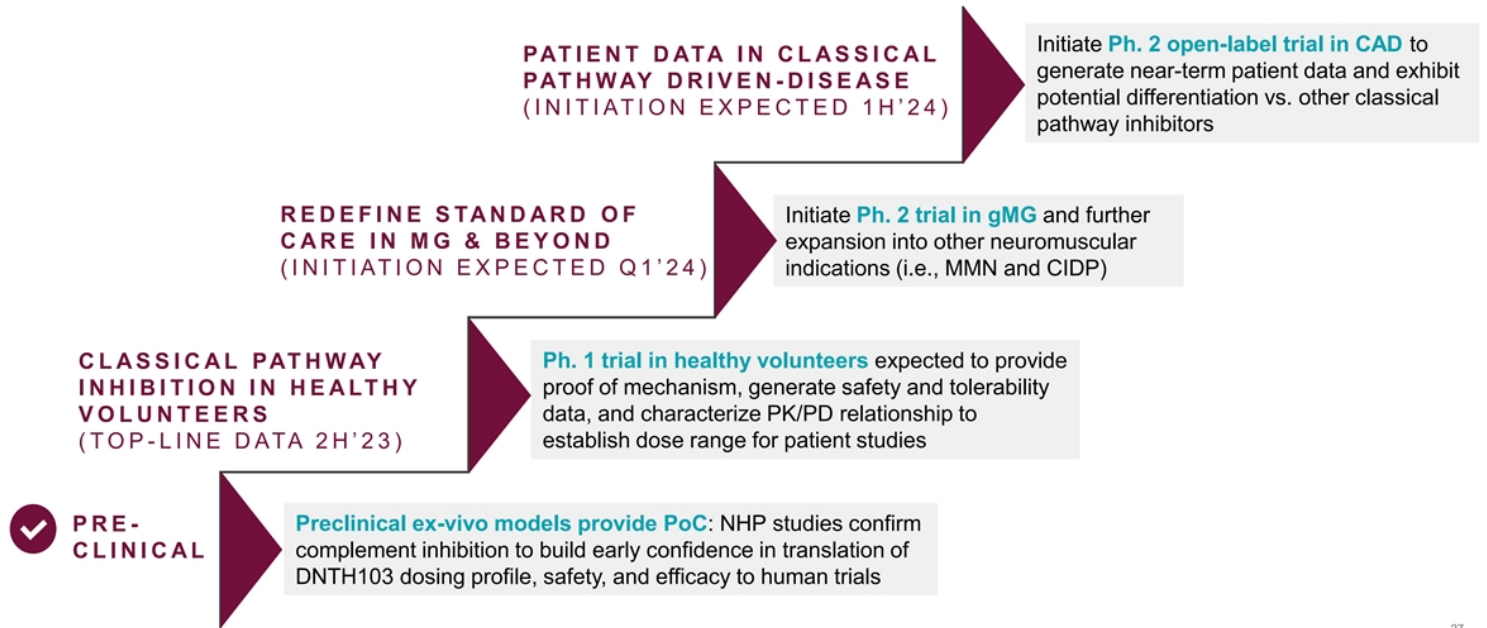 PATIENT DATA IN CLASSICAL
PATHWAY DRIVEN-DISEASE
(INITIATION EXPECTED 1H’24)
Initiate Ph. 2 open-label trial in CAD to
generate near-term patient data and exhibit
potential differentiation vs. other classical
pathway inhibitors
REDEFINE STANDARD OF
CARE IN MG & BEYOND
(INITIATION EXPECTED Q1’24)
Initiate Ph. 2 trial in gMG and further
expansion into other neuromuscular
indications (i.e., MMN and CIDP)
CLASSICAL PATHWAY
INHIBITION IN HEALTHY
VOLUNTEERS
(TOP-LINE DATA 2H’23)
Ph. 1 trial in healthy volunteers expected to provide
proof of mechanism, generate safety and tolerability
data, and characterize PK/PD relationship to
establish dose range for patient studies
PRE-
CLINICAL
Preclinical ex-vivo models provide PoC: NHP studies confirm
complement inhibition to build early confidence in translation of
DNTH103 dosing profile, safety, and efficacy to human trials